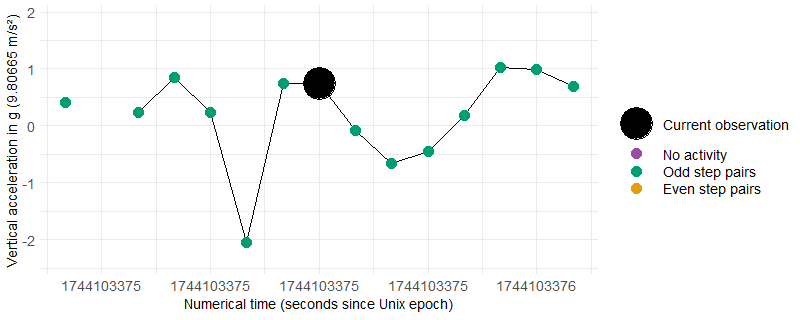 Vertical acceleration in g (9.80665 m/s²)
2
1
0
-1
-2
1744103375
1744103375
1744103375
1744103375
1744103376
Numerical time (seconds since Unix epoch)
Current observation
No activity
Odd step pairs
Even step pairs